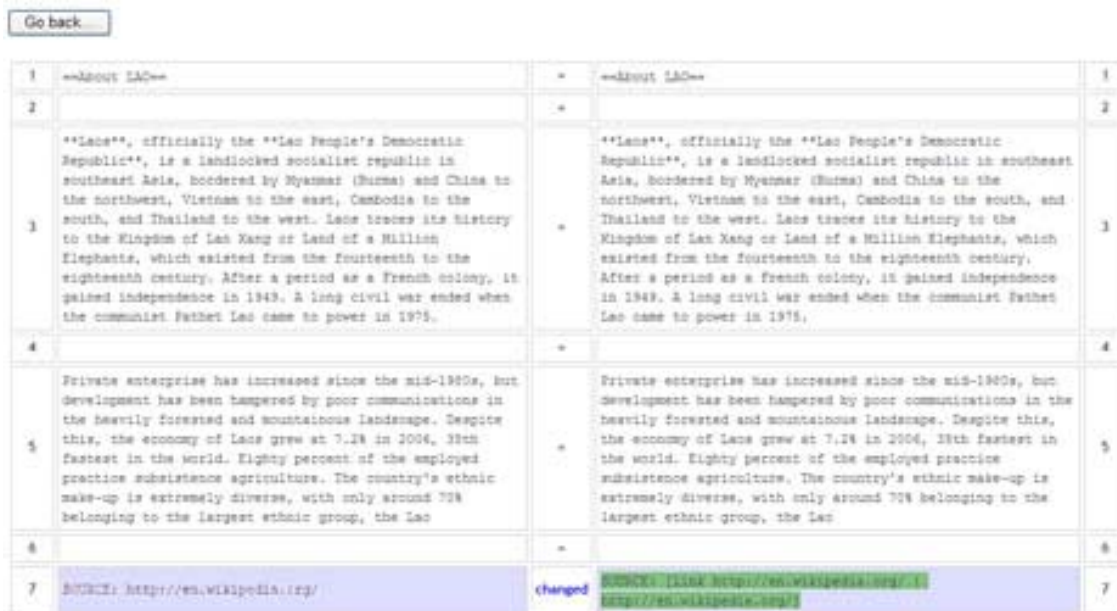 Go back
1 ==About LAO== = ==About LAO== 1
2 = 2
**Laos**, officially the **Lao People's Democratic
Republic**, is a landlocked socialist republic in
southeast Asia, bordered by Myanmar (Burma) and China to
the northwest, Vietnam to the east, Cambodia to the
south, and Thailand to the west. Laos traces its history
to the Kingdom of Lan Xang or Land of a Million
Elephants, which existed from the fourteenth to the
eighteenth century. After a period as a French colony, it
gained independence in 1949. A long civil war ended when
the communist Pathet Lao came to power in 1975.
3 = 3
**Laos**, officially the **Lao People's Democratic
Republic**, is a landlocked socialist republic in southeast
Asia, bordered by Myanmar (Burma) and China to the
northwest, Vietnam to the east, Cambodia to the south, and
Thailand to the west. Laos traces its history to the
Kingdom of Lan Xang or Land of a Million Elephants, which
existed from the fourteenth to the eighteenth century.
After a period as a French colony, it gained independence
in 1949. A long civil war ended when the communist Pathet
Lao came to power in 1975.
4 = 4
Private enterprise has increased since the mid-1980s, but
development has been hampered by poor communications in
the heavily forested and mountainous landscape. Despite
this, the economy of Laos grew at 7.2% in 2006, 35th
fastest in the world. Eighty percent of the employed
practice subsistence agriculture. The country's ethnic
make-up is extremely diverse, with only around 70%
belonging to the largest ethnic group, the Lao
5 = 5
Private enterprise has increased since the mid-1980s, but
development has been hampered by poor communications in the
heavily forested and mountainous landscape. Despite this,
the economy of Laos grew at 7.2% in 2006, 35th fastest in
the world. Eighty percent of the employed practice
subsistence agriculture. The country's ethnic make-up is
extremely diverse, with only around 70% belonging to the
largest ethnic group, the Lao
6 = 6
7 SOURCE: http://en.wikipedia.org/ changed SOURCE: [Link http://en.wikipedia.org/ | 7
http://en.wikipedia.org/]